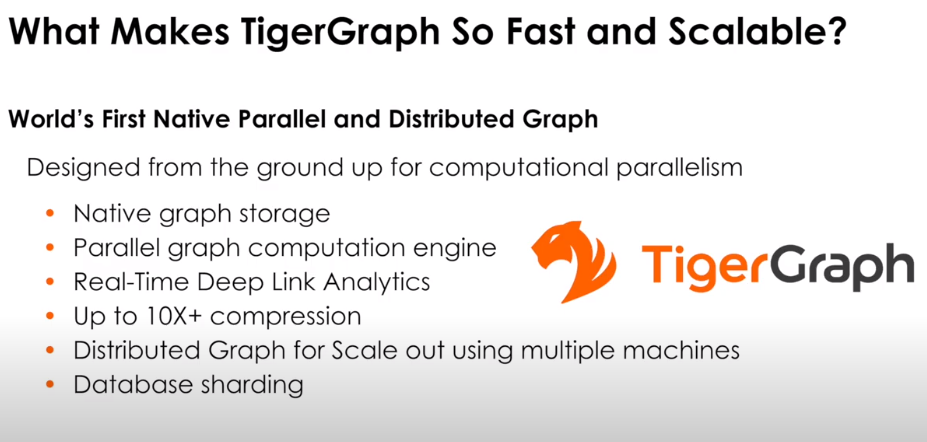 What Makes TigerGraph So Fast and Scalable?
World's First Native Parallel and Distributed Graph
Designed from the ground up for computational parallelism
• Native graph storage
• Parallel graph computation engine
• Real-Time Deep Link Analytics
• Up to 10X+ compression
• Distributed Graph for Scale out using multiple machines
• Database sharding
TigerGraph